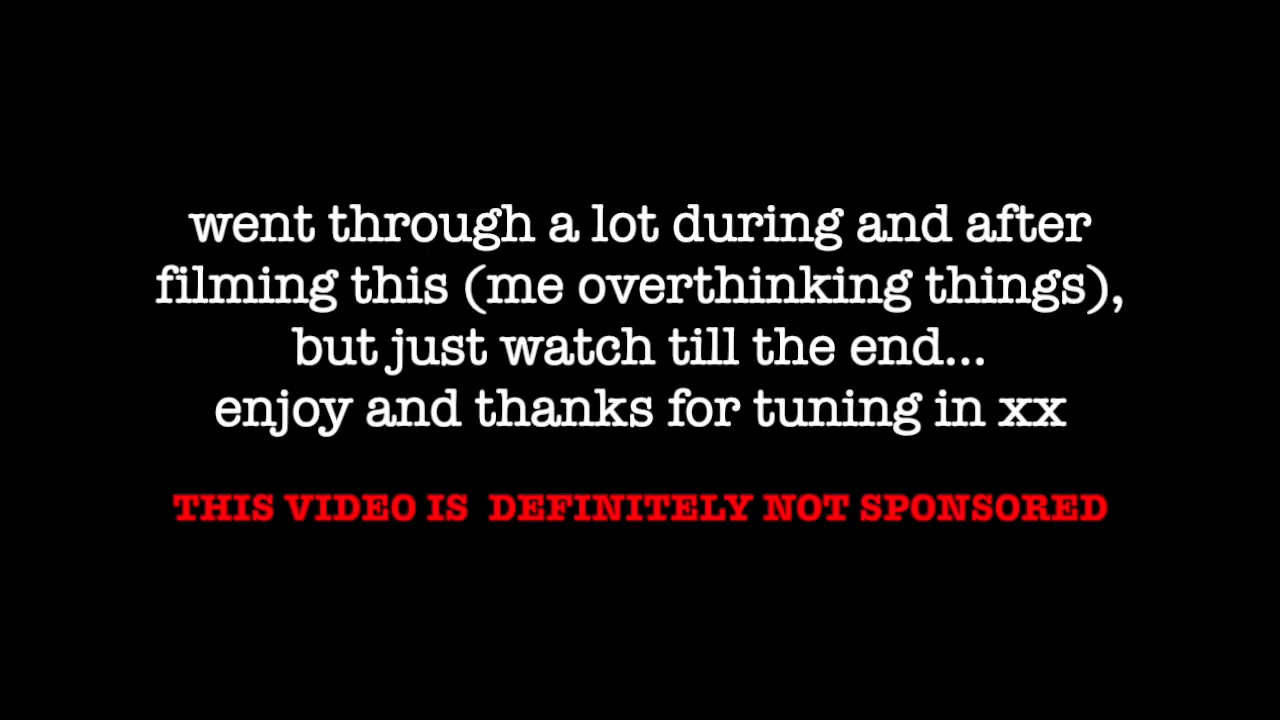 went through a lot during and after
filming this (me overthinking things),
but just watch till the end...
enjoy and thanks for tuning in xx
THIS VIDEO IS DEFINITELY NOT SPONSORED